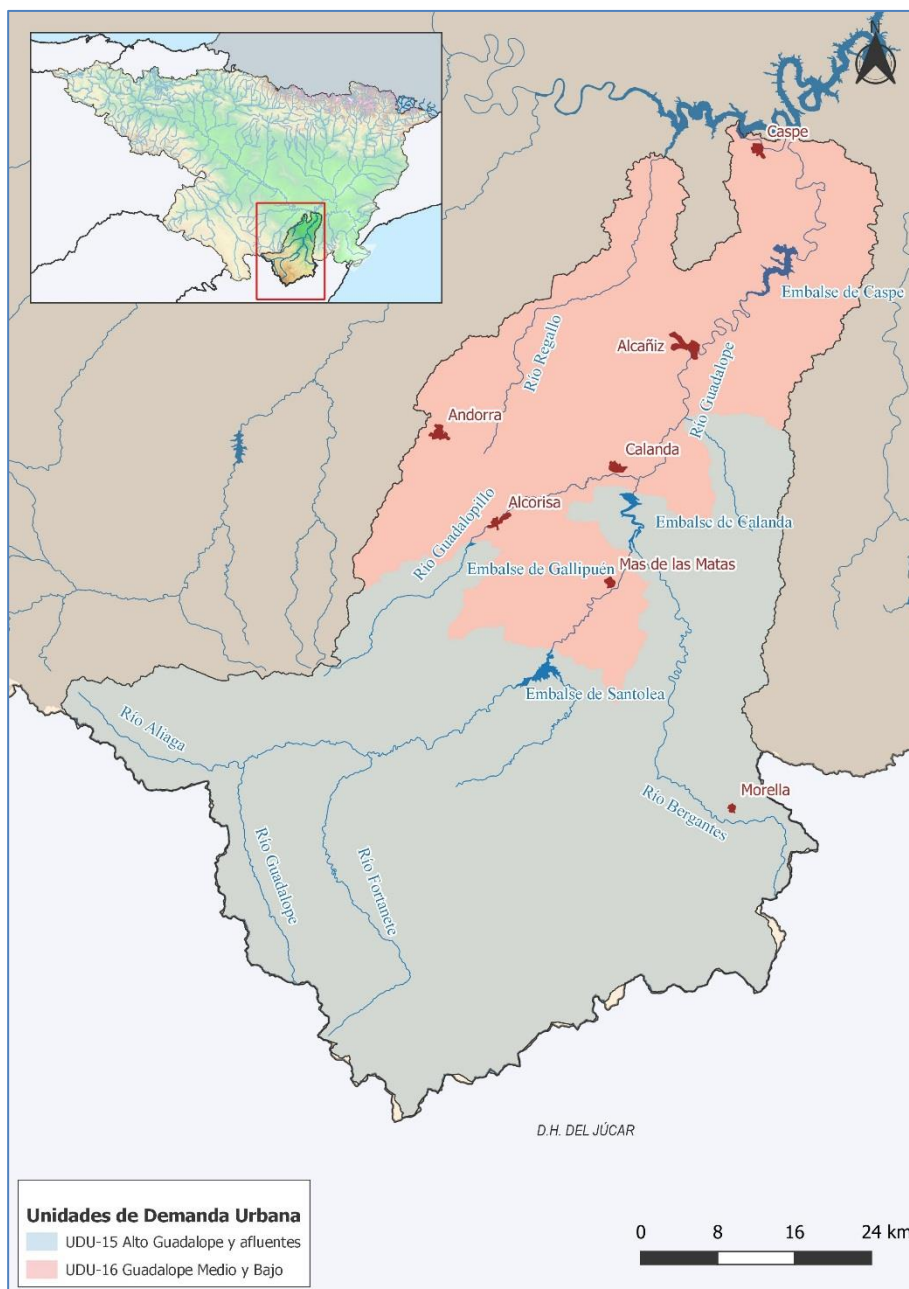 N
Caspe
Embalse de Caspe
Alcañiz
Río Regallo
Río Guadalope
Andorra
Calanda
Alcorisa
Río Guadalopillo
Embalse de Calanda
Embalse de Gallipuén
Mas de las Matas
Embalse de Santolea
Río Aliaga
Morella
Río Bergantes
Río Guadalope
Río Fortanete
D.H. DEL JÚCAR
Unidades de Demanda Urbana
UDU-15 Alto Guadalope y afluentes
UDU-16 Guadalope Medio y Bajo
0 8 16 24 km